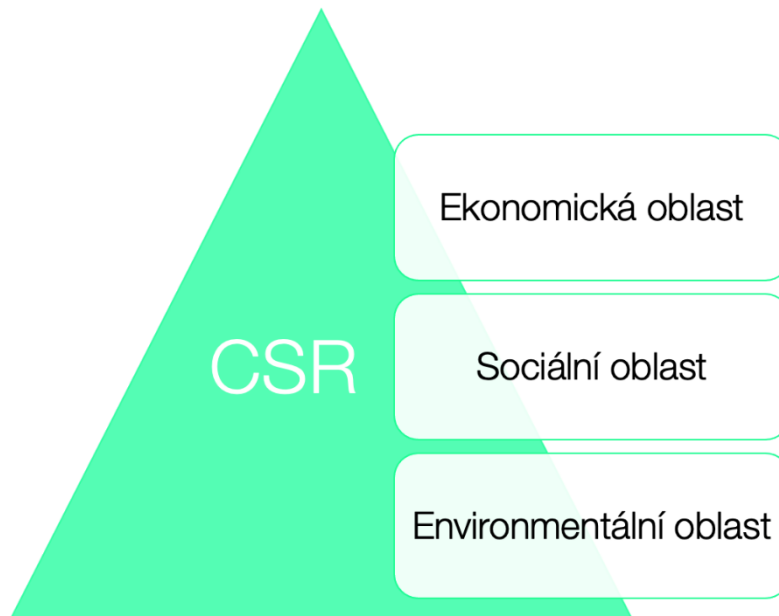 Ekonomická oblast
CSR
Sociální oblast
Environmentální oblast